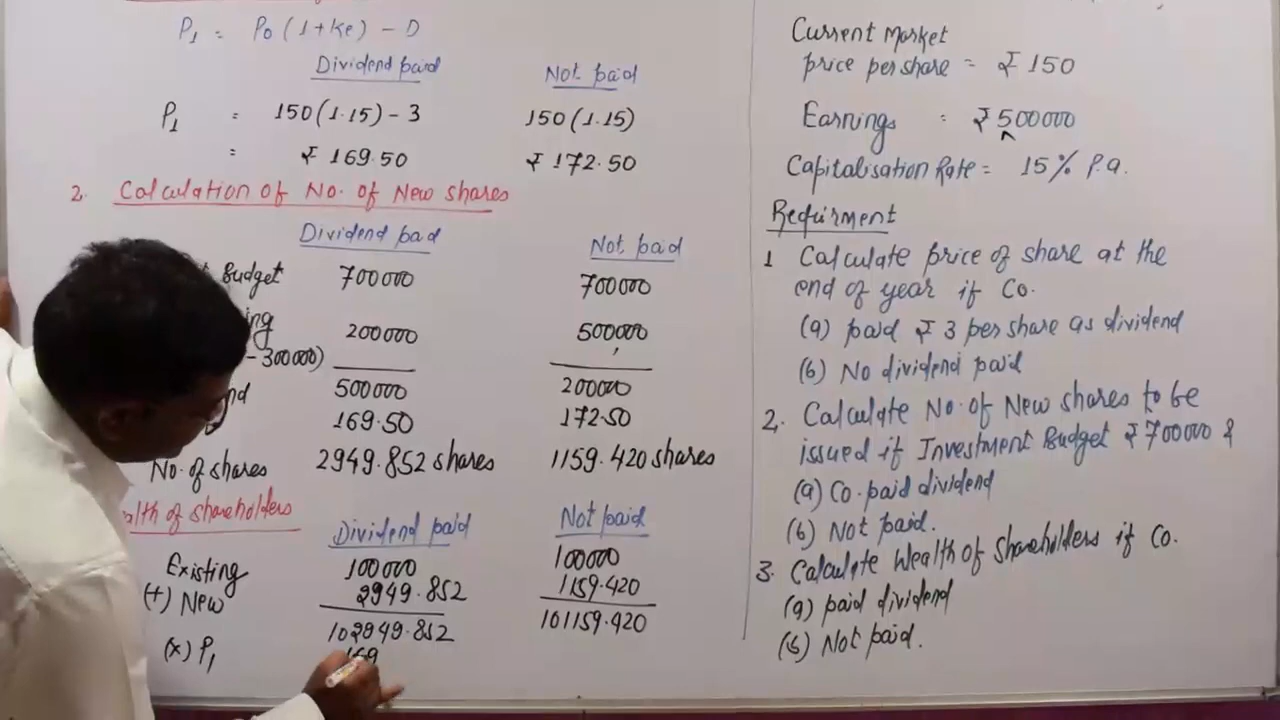 P₁ = P₀ (1+ke) - D
Dividend paid Not paid
P₁ = 150(1.15) - 3 150(1.15)
= ₹ 169.50 ₹ 172.50
2. Calculation of No. of New shares
Dividend paid Not paid
Budget 700000 700000
200000 500000
- 300000)
500000 200000
169.50 172.50
No. of shares 2949.852 shares 1159.420 shares
of shareholders
Dividend paid Not paid
Existing 100000 100000
(+) New 2949.852 1159.420
102949.852 101159.420
(x) P₁ 169
Current Market
price per share = ₹ 150
Earnings = ₹ 500000
Capitalisation Rate = 15% P.a.
Requirment
1 Calculate price of share at the
end of year if Co.
(a) paid ₹ 3 per share as dividend
(b) No dividend paid
2. Calculate No. of New shares to be
issued if Investment Budget ₹ 700000 &
(a) Co. paid dividend
(b) Not paid.
3. Calculate Wealth of Shareholders if Co.
(a) paid dividend
(b) Not paid.